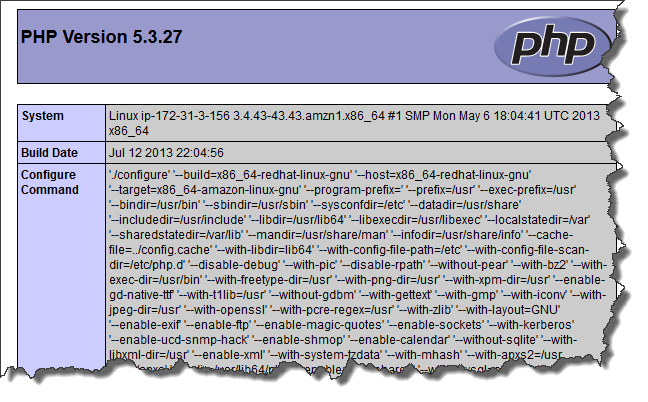 PHP Version 5.3.27
php
System
Linux ip-172-31-3-156 3.4.43-43.43.amzn1.x86_64 #1 SMP Mon May 6 18:04:41 UTC 2013
x86_64
Build Date
Jul 12 2013 22:04:56
Configure
Command
'./configure' '--build=x86_64-redhat-linux-gnu' '--host=x86_64-redhat-linux-gnu'
'--target=x86_64-amazon-linux-gnu' '--program-prefix=' '--prefix=/usr' '--exec-prefix=/usr'
'--bindir=/usr/bin' '--sbindir=/usr/sbin' '--sysconfdir=/etc' '--datadir=/usr/share'
'--includedir=/usr/include' '--libdir=/usr/lib64' '--libexecdir=/usr/libexec' '--localstatedir=/var'
'--sharedstatedir=/var/lib' '--mandir=/usr/share/man' '--infodir=/usr/share/info' '--cache-
file=../config.cache' '--with-libdir=lib64' '--with-config-file-path=/etc' '--with-config-file-scan-
dir=/etc/php.d' '--disable-debug' '--with-pic' '--disable-rpath' '--without-pear' '--with-bz2' '--with-
exec-dir=/usr/bin' '--with-freetype-dir=/usr' '--with-png-dir=/usr' '--with-xpm-dir=/usr' '--enable-
gd-native-ttf' '--with-t1lib=/usr' '--without-gdbm' '--with-gettext' '--with-gmp' '--with-iconv' '--with-
jpeg-dir=/usr' '--with-openssl' '--with-pcre-regex=/usr' '--with-zlib' '--with-layout=GNU'
'--enable-exif' '--enable-ftp' '--enable-magic-quotes' '--enable-sockets' '--with-kerberos'
'--enable-ucd-snmp-hack' '--enable-shmop' '--enable-calendar' '--without-sqlite' '--with-
libxml-dir=/usr' '--enable-xml' '--with-system-tzdata' '--with-mhash' '--with-apxs2=/usr